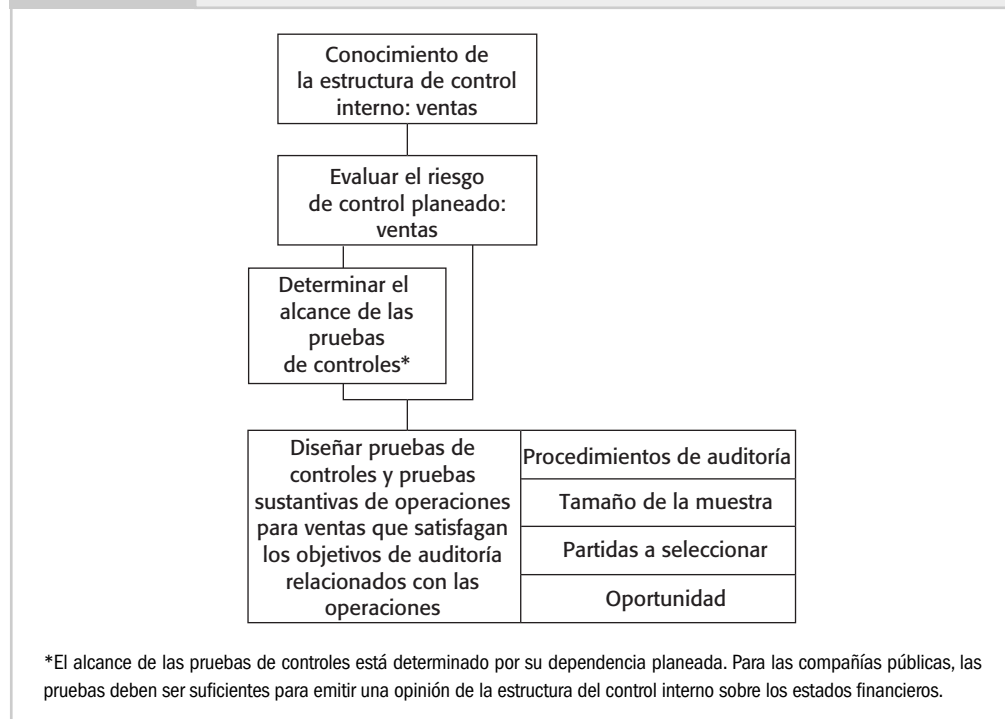 Conocimiento de
la estructura de control
interno: ventas
Evaluar el riesgo
de control planeado:
ventas
Determinar el
alcance de las
pruebas
de controles*
Diseñar pruebas de
controles y pruebas
sustantivas de operaciones
para ventas que satisfagan
los objetivos de auditoría
relacionados con las
operaciones
Procedimientos de auditoría
Tamaño de la muestra
Partidas a seleccionar
Oportunidad
*El alcance de las pruebas de controles está determinado por su dependencia planeada. Para las compañías públicas, las
pruebas deben ser suficientes para emitir una opinión de la estructura del control interno sobre los estados financieros.